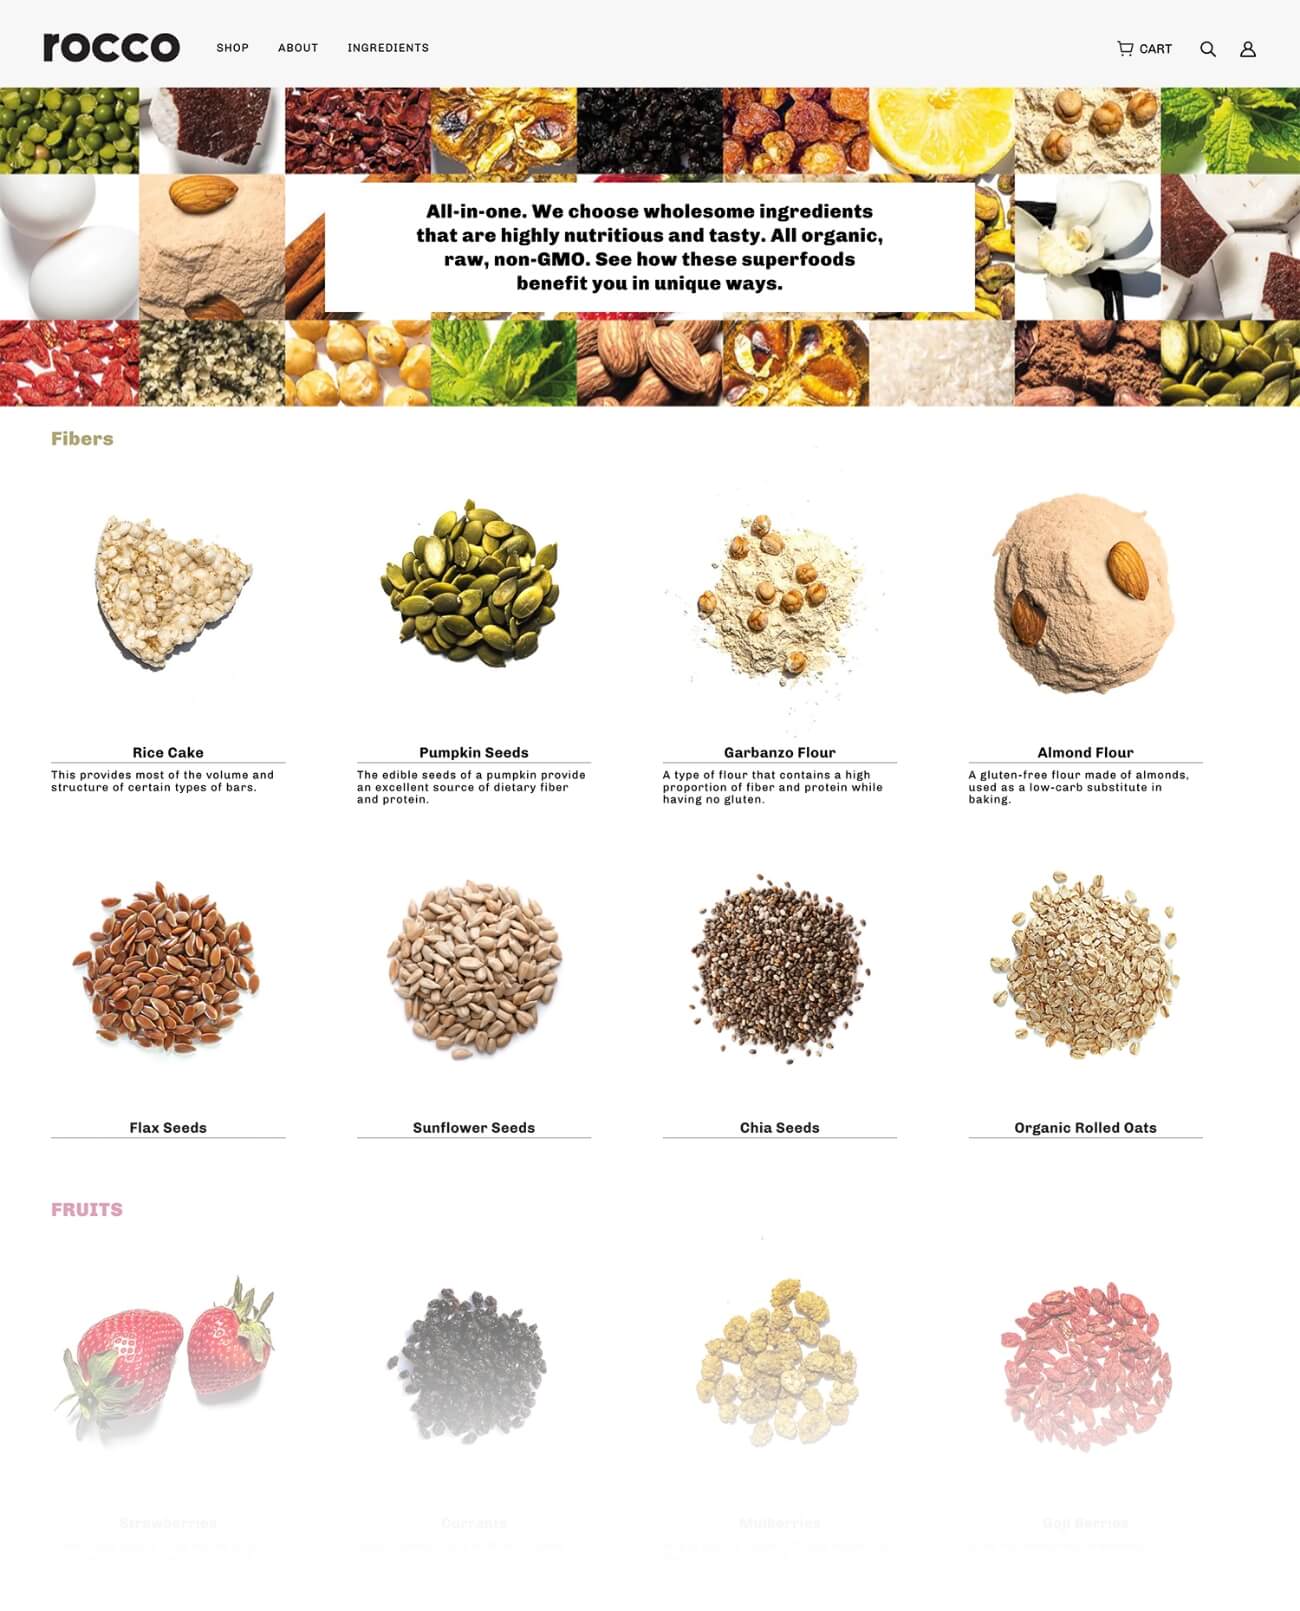 rocco
SHOP
ABOUT
INGREDIENTS
CART
All-in-one. We choose wholesome ingredients
that are highly nutritious and tasty. All organic,
raw, non-GMO. See how these superfoods
benefit you in unique ways.
Fibers
Rice Cake
This provides most of the volume and
structure of certain types of bars.
Pumpkin Seeds
The edible seeds of a pumpkin provide
an excellent source of dietary fiber
and protein.
Garbanzo Flour
A type of flour that contains a high
proportion of fiber and protein while
having no gluten.
Almond Flour
A gluten-free flour made of almonds,
used as a low-carb substitute in
baking.
Flax Seeds
Sunflower Seeds
Chia Seeds
Organic Rolled Oats
FRUITS
Strawberries
Currants
Mulberries
Goji Berries